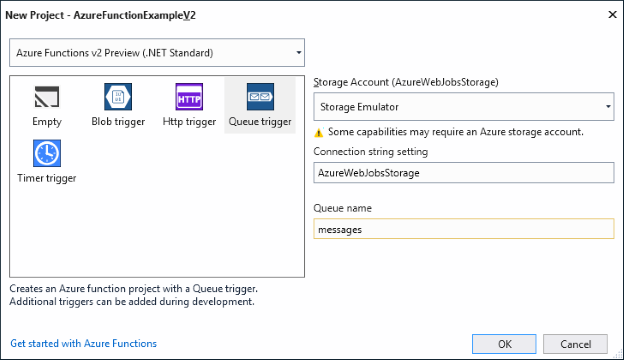 New Project - AzureFunctionExampleV2
Azure Functions v2 Preview (.NET Standard)
Empty
Blob trigger
HTTP
Http trigger
Queue trigger
Timer trigger
Storage Account (AzureWebJobsStorage)
Storage Emulator
Some capabilities may require an Azure storage account.
Connection string setting
AzureWebJobsStorage
Queue name
messages
Creates an Azure function project with a Queue trigger.
Additional triggers can be added during development.
Get started with Azure Functions
OK
Cancel